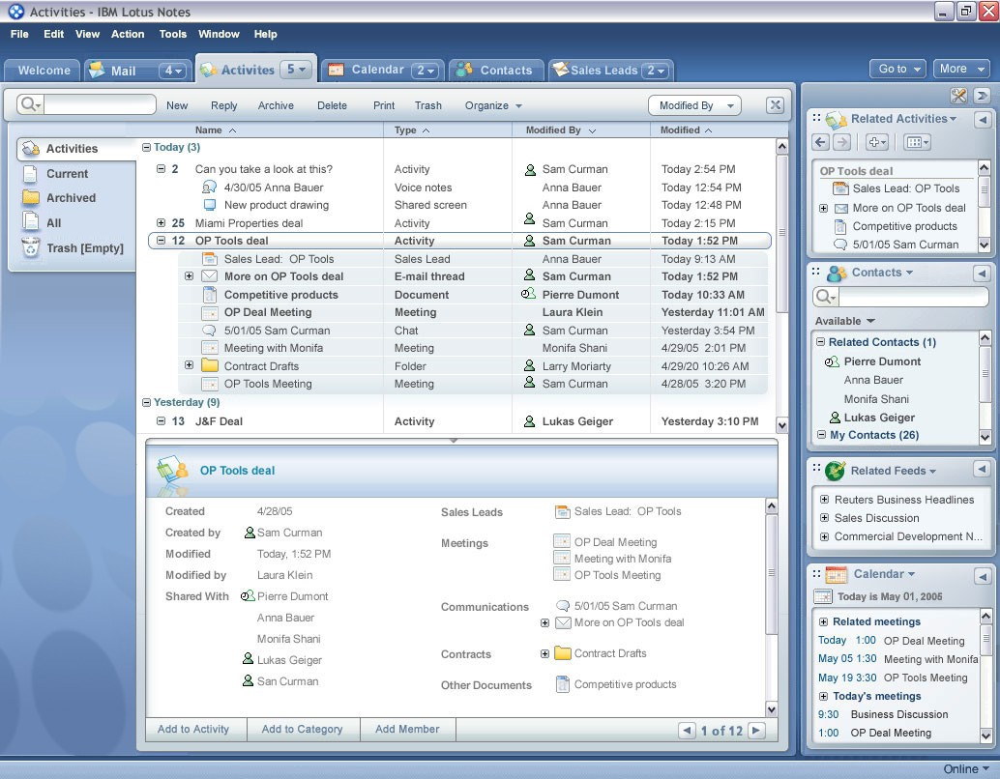 Activities - IBM Lotus Notes
File Edit View Action Tools Window Help
Welcome Mail 4 Activites 5 Calendar 2 Contacts Sales Leads 2 Go to More
New Reply Archive Delete Print Trash Organize Modified By
Activities
Current
Archived
All
Trash [Empty]
Name Type Modified By Modified
Today (3)
2 Can you take a look at this? Activity Sam Curman Today 2:54 PM
4/30/05 Anna Bauer Voice notes Anna Bauer Today 12:54 PM
New product drawing Shared screen Anna Bauer Today 12:48 PM
25 Miami Properties deal Activity Sam Curman Today 2:15 PM
12 OP Tools deal Activity Sam Curman Today 1:52 PM
Sales Lead: OP Tools Sales Lead Anna Bauer Today 9:13 AM
More on OP Tools deal E-mail thread Sam Curman Today 1:52 PM
Competitive products Document Pierre Dumont Today 10:33 AM
OP Deal Meeting Meeting Laura Klein Yesterday 11:01 AM
5/01/05 Sam Curman Chat Sam Curman Yesterday 3:54 PM
Meeting with Monifa Meeting Monifa Shani 4/29/05 2:01 PM
Contract Drafts Folder Larry Moriarty 4/29/20 10:26 AM
OP Tools Meeting Meeting Sam Curman 4/28/05 3:20 PM
Yesterday (9)
13 J&F Deal Activity Lukas Geiger Yesterday 3:10 PM
OP Tools deal
Created 4/28/05
Created by Sam Curman
Modified Today, 1:52 PM
Modified by Laura Klein
Shared With Pierre Dumont
Anna Bauer
Monifa Shani
Lukas Geiger
San Curman
Sales Leads Sales Lead: OP Tools
Meetings OP Deal Meeting
Meeting with Monifa
OP Tools Meeting
Communications 5/01/05 Sam Curman
More on OP Tools deal
Contracts Contract Drafts
Other Documents Competitive products
Add to Activity Add to Category Add Member 1 of 12
Related Activities
OP Tools deal
Sales Lead: OP Tools
More on OP Tools deal
Competitive products
5/01/05 Sam Curman
Contacts
Available
Related Contacts (1)
Pierre Dumont
Anna Bauer
Monifa Shani
Lukas Geiger
My Contacts (26)
Related Feeds
Reuters Business Headlines
Sales Discussion
Commercial Development N...
Calendar
Today is May 01, 2005
Related meetings
Today 1:00 OP Deal Meeting
May 05 1:30 Meeting with Monifa
May 19 3:30 OP Tools Meeting
Today's meetings
9:30 Business Discussion
1:00 OP Deal Meeting
Online